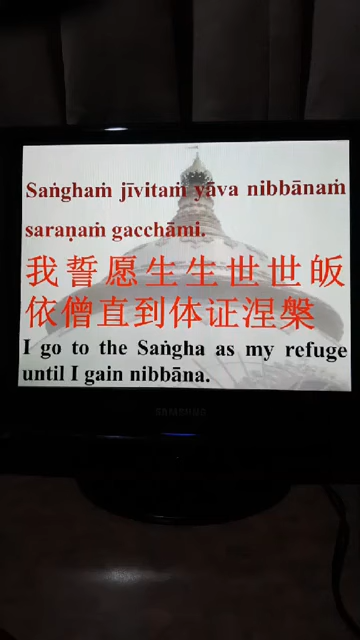 Saṅghaṁ jīvitaṁ yāva nibbānaṁ
saraṇaṁ gacchāmi.
我誓愿生生世世皈
依僧直到体证涅槃
I go to the Saṅgha as my refuge
until I gain nibbāna.
SAMSUNG